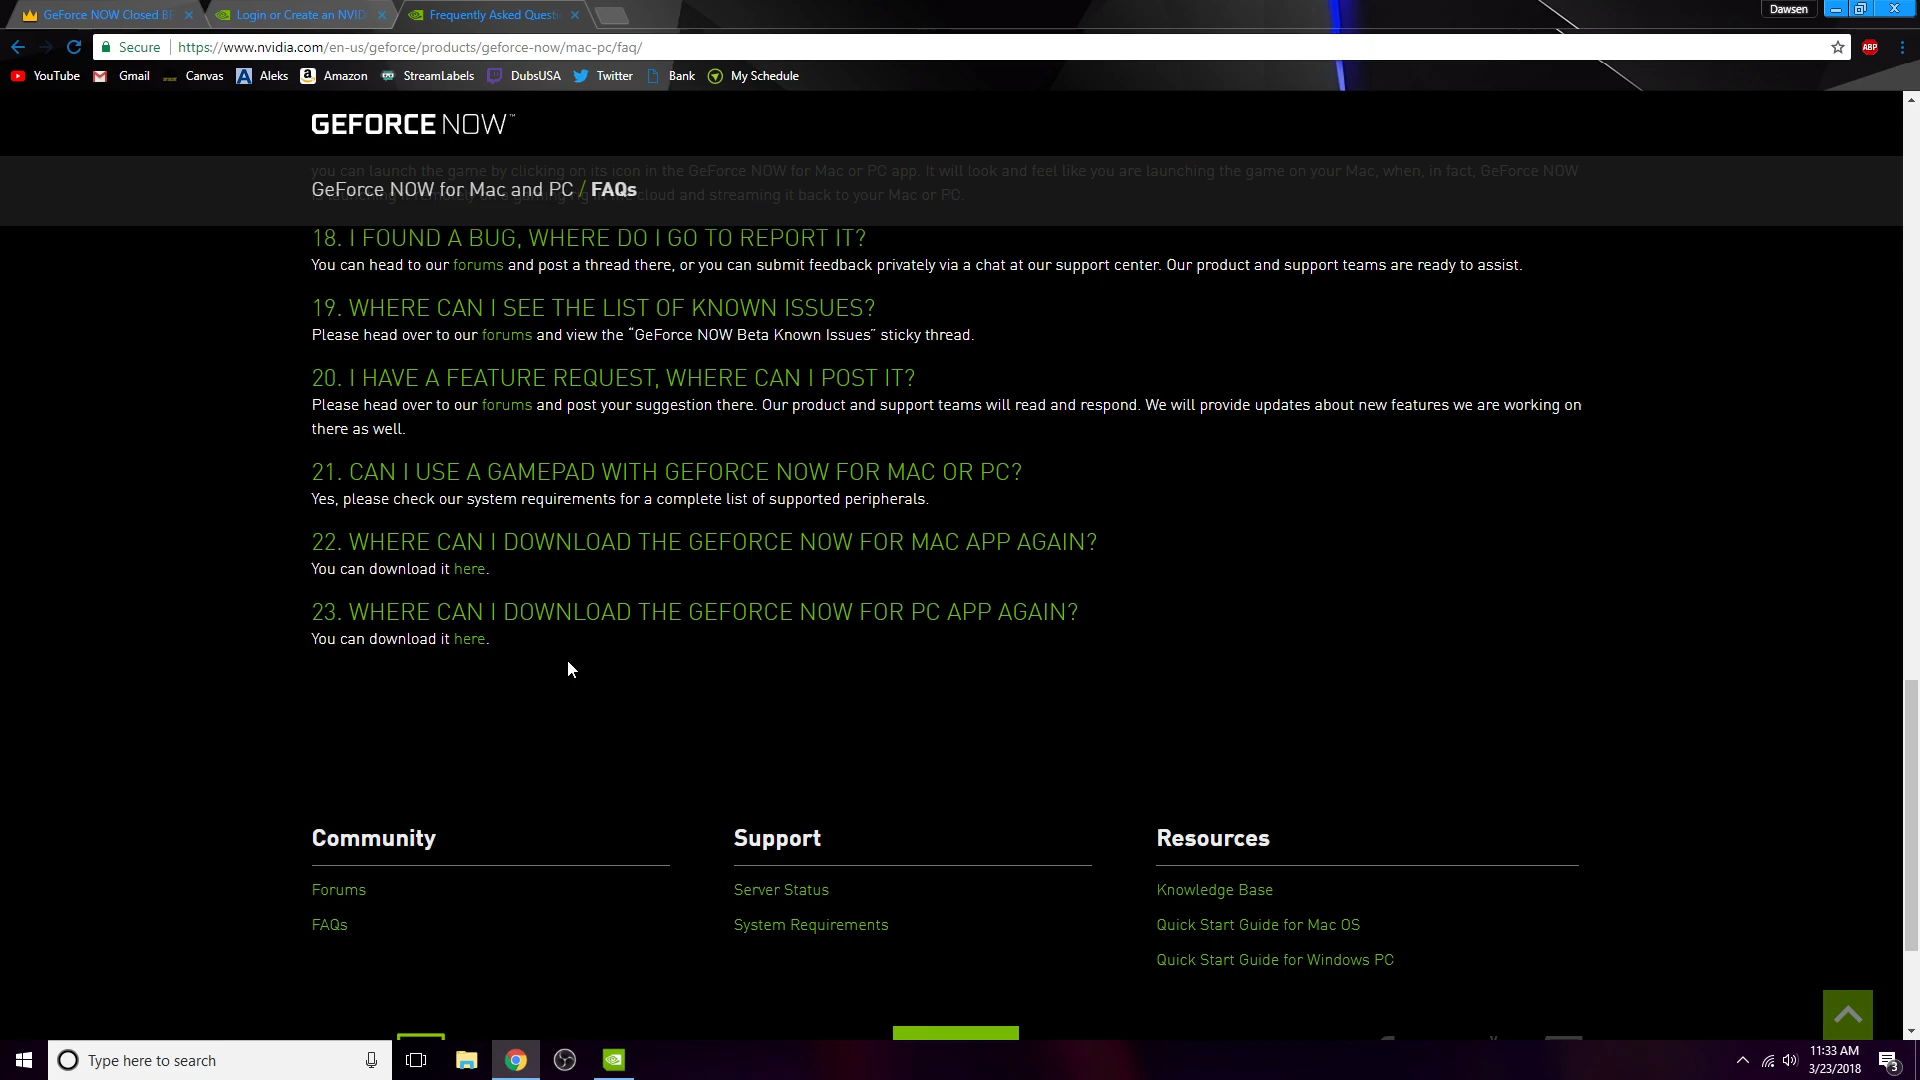 GeForce NOW Closed BE
Login or Create an NVID
Frequently Asked Questi
Dawsen
Secure
https://www.nvidia.com/en-us/geforce/products/geforce-now/mac-pc/faq/
ABP
YouTube
Gmail
Canvas
Aleks
Amazon
StreamLabels
DubsUSA
Twitter
Bank
My Schedule
GEFORCE NOW™
you can launch the game by clicking on its icon in the GeForce NOW for Mac or PC app. It will look and feel like you are launching the game on your Mac, when, in fact, GeForce NOW
GeForce NOW for Mac and PC / FAQs
cloud and streaming it back to your Mac or PC.
18. I FOUND A BUG, WHERE DO I GO TO REPORT IT?
You can head to our forums and post a thread there, or you can submit feedback privately via a chat at our support center. Our product and support teams are ready to assist.
19. WHERE CAN I SEE THE LIST OF KNOWN ISSUES?
Please head over to our forums and view the “GeForce NOW Beta Known Issues” sticky thread.
20. I HAVE A FEATURE REQUEST, WHERE CAN I POST IT?
Please head over to our forums and post your suggestion there. Our product and support teams will read and respond. We will provide updates about new features we are working on
there as well.
21. CAN I USE A GAMEPAD WITH GEFORCE NOW FOR MAC OR PC?
Yes, please check our system requirements for a complete list of supported peripherals.
22. WHERE CAN I DOWNLOAD THE GEFORCE NOW FOR MAC APP AGAIN?
You can download it here.
23. WHERE CAN I DOWNLOAD THE GEFORCE NOW FOR PC APP AGAIN?
You can download it here.
Community
Forums
FAQs
Support
Server Status
System Requirements
Resources
Knowledge Base
Quick Start Guide for Mac OS
Quick Start Guide for Windows PC
Type here to search
11:33 AM
3/23/2018
3